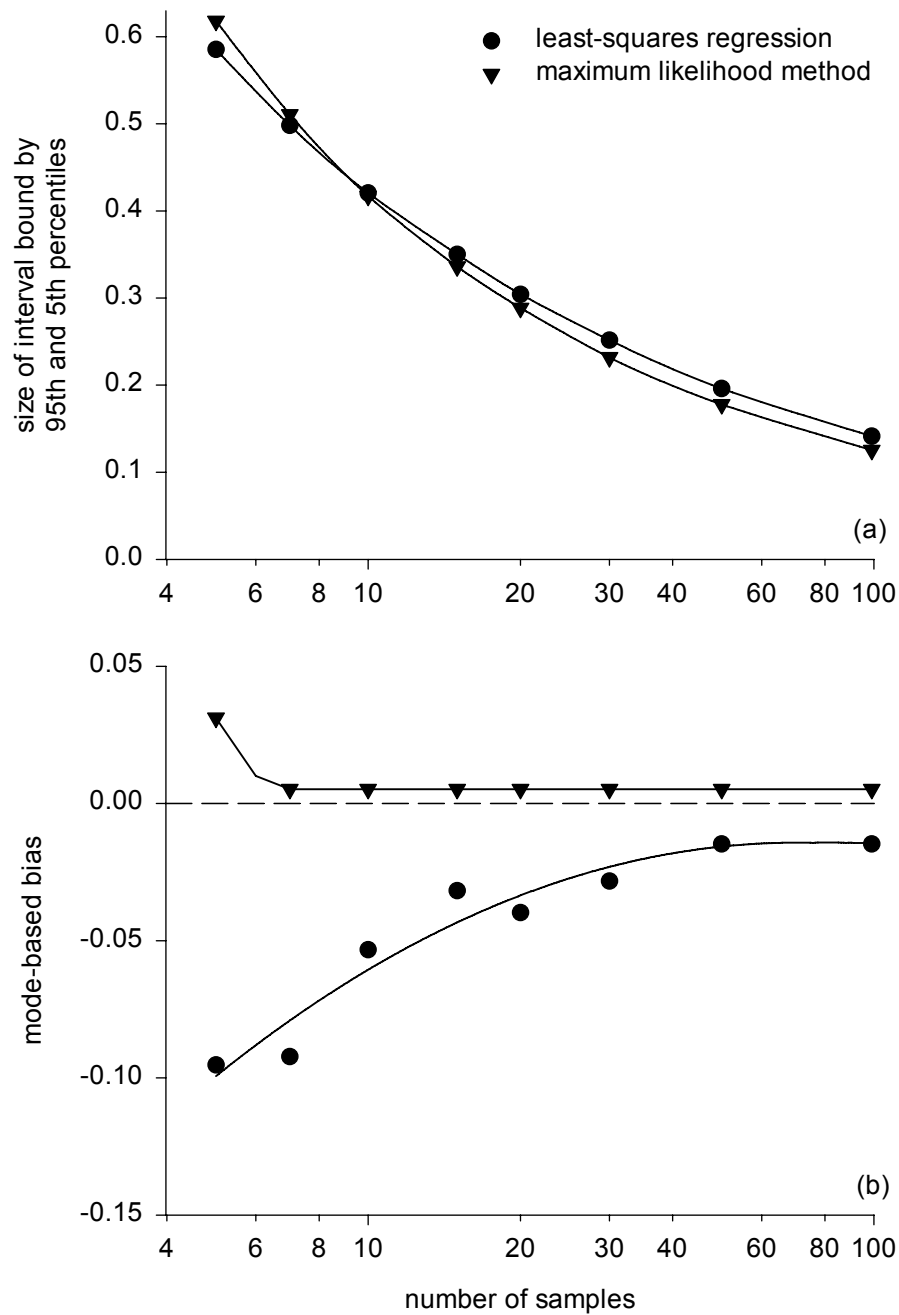 0.6
0.5
0.4
0.3
0.2
0.1
0.0
size of interval bound by
95th and 5th percentiles
least-squares regression
maximum likelihood method
(a)
4 6 8 10 20 30 40 60 80 100
0.05
0.00
-0.05
-0.10
-0.15
mode-based bias
(b)
4 6 8 10 20 30 40 60 80 100
number of samples